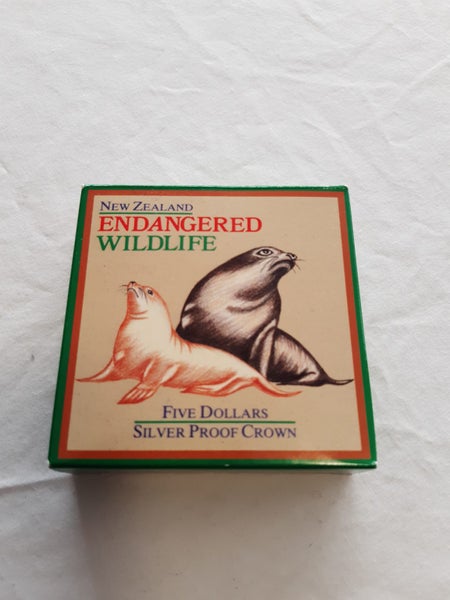 NEW ZEALAND
ENDANGERED
WILDLIFE
FIVE DOLLARS
SILVER PROOF CROWN